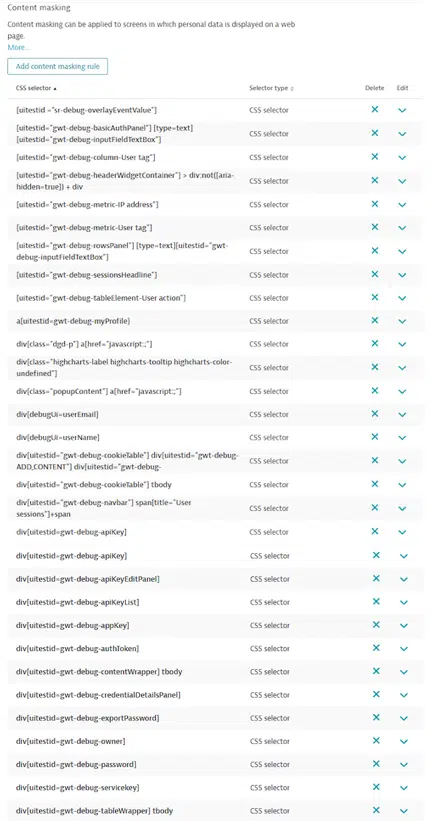 Content masking
Content masking can be applied to screens in which personal data is displayed on a web
page.
More...
Add content masking rule
CSS selector Selector type Delete Edit
[uitestid ="sr-debug-overlayEventValue"] CSS selector
[uitestid="gwt-debug-basicAuthPanel"] [type=text]
[uitestid="gwt-debug-inputFieldTextBox"] CSS selector
[uitestid="gwt-debug-column-User tag"] CSS selector
[uitestid="gwt-debug-headerWidgetContainer"] > div:not([aria-
hidden=true]) + div CSS selector
[uitestid="gwt-debug-metric-IP address"] CSS selector
[uitestid="gwt-debug-metric-User tag"] CSS selector
[uitestid="gwt-debug-rowsPanel"] [type=text][uitestid="gwt-
debug-inputFieldTextBox"] CSS selector
[uitestid="gwt-debug-sessionsHeadline"] CSS selector
[uitestid="gwt-debug-tableElement-User action"] CSS selector
a[uitestid=gwt-debug-myProfile] CSS selector
div[class="dgd-p"] a[href="javascript:;"] CSS selector
div[class="highcharts-label highcharts-tooltip highcharts-color-
undefined"] CSS selector
div[class="popupContent"] a[href="javascript:;"] CSS selector
div[debugUi=userEmail] CSS selector
div[debugUi=userName] CSS selector
div[uitestid="gwt-debug-cookieTable"] div[uitestid="gwt-debug-
ADD_CONTENT"] div[uitestid="gwt-debug- CSS selector
div[uitestid="gwt-debug-cookieTable"] tbody CSS selector
div[uitestid="gwt-debug-navbar"] span[title="User
sessions"]+span CSS selector
div[uitestid=gwt-debug-apiKey] CSS selector
div[uitestid=gwt-debug-apiKey] CSS selector
div[uitestid=gwt-debug-apiKeyEditPanel] CSS selector
div[uitestid=gwt-debug-apiKeyList] CSS selector
div[uitestid=gwt-debug-appKey] CSS selector
div[uitestid=gwt-debug-authToken] CSS selector
div[uitestid=gwt-debug-contentWrapper] tbody CSS selector
div[uitestid=gwt-debug-credentialDetailsPanel] CSS selector
div[uitestid=gwt-debug-exportPassword] CSS selector
div[uitestid=gwt-debug-owner] CSS selector
div[uitestid=gwt-debug-password] CSS selector
div[uitestid=gwt-debug-servicekey] CSS selector
div[uitestid=gwt-debug-tableWrapper] tbody CSS selector